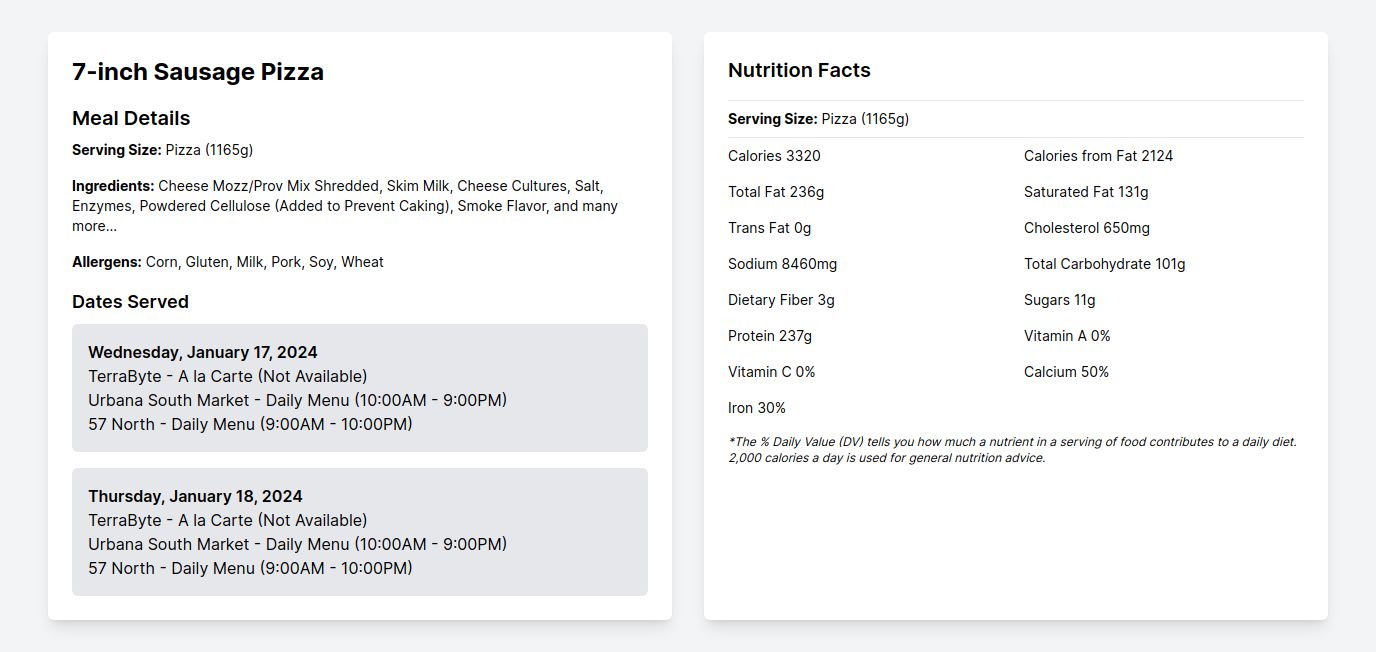 7-inch Sausage Pizza
Meal Details
Serving Size: Pizza (1165g)
Ingredients: Cheese Mozz/Prov Mix Shredded, Skim Milk, Cheese Cultures, Salt,
Enzymes, Powdered Cellulose (Added to Prevent Caking), Smoke Flavor, and many
more...
Allergens: Corn, Gluten, Milk, Pork, Soy, Wheat
Dates Served
Wednesday, January 17, 2024
TerraByte - A la Carte (Not Available)
Urbana South Market - Daily Menu (10:00AM - 9:00PM)
57 North - Daily Menu (9:00AM - 10:00PM)
Thursday, January 18, 2024
TerraByte - A la Carte (Not Available)
Urbana South Market - Daily Menu (10:00AM - 9:00PM)
57 North - Daily Menu (9:00AM - 10:00PM)
Nutrition Facts
Serving Size: Pizza (1165g)
Calories 3320
Calories from Fat 2124
Total Fat 236g
Saturated Fat 131g
Trans Fat 0g
Cholesterol 650mg
Sodium 8460mg
Total Carbohydrate 101g
Dietary Fiber 3g
Sugars 11g
Protein 237g
Vitamin A 0%
Vitamin C 0%
Calcium 50%
Iron 30%
*The % Daily Value (DV) tells you how much a nutrient in a serving of food contributes to a daily diet.
2,000 calories a day is used for general nutrition advice.